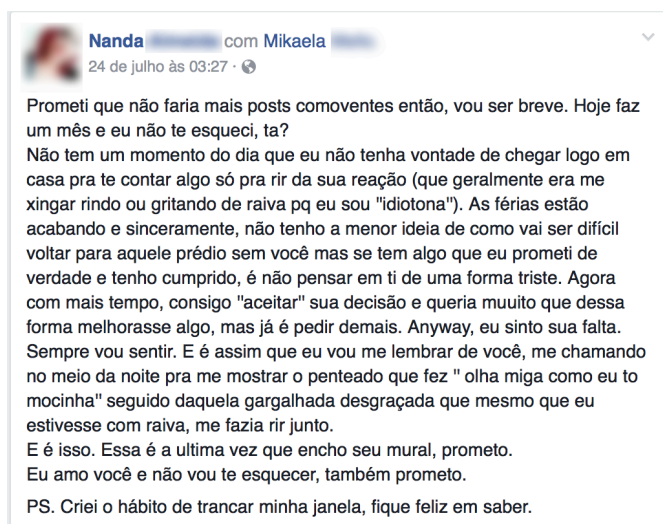 Nanda com Mikaela
24 de julho às 03:27 ·
Prometi que não faria mais posts comoventes então, vou ser breve. Hoje faz
um mês e eu não te esqueci, ta?
Não tem um momento do dia que eu não tenha vontade de chegar logo em
casa pra te contar algo só pra rir da sua reação (que geralmente era me
xingar rindo ou gritando de raiva pq eu sou "idiotona"). As férias estão
acabando e sinceramente, não tenho a menor ideia de como vai ser difícil
voltar para aquele prédio sem você mas se tem algo que eu prometi de
verdade e tenho cumprido, é não pensar em ti de uma forma triste. Agora
com mais tempo, consigo "aceitar" sua decisão e queria muuito que dessa
forma melhorasse algo, mas já é pedir demais. Anyway, eu sinto sua falta.
Sempre vou sentir. E é assim que eu vou me lembrar de você, me chamando
no meio da noite pra me mostrar o penteado que fez " olha miga como eu to
mocinha" seguido daquela gargalhada desgraçada que mesmo que eu
estivesse com raiva, me fazia rir junto.
E é isso. Essa é a ultima vez que encho seu mural, prometo.
Eu amo você e não vou te esquecer, também prometo.
PS. Criei o hábito de trancar minha janela, fique feliz em saber.